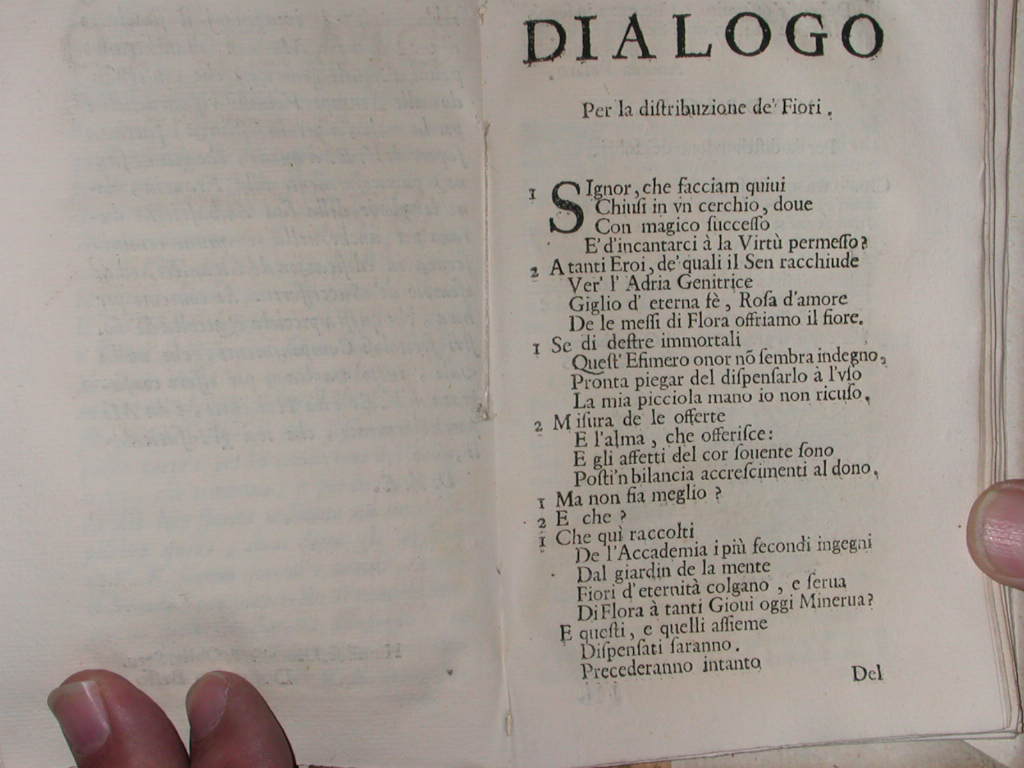 DIALOGO
Per la diſtribuzione de' Fiori.
1 SIgnor, che facciam quiui
Chiuſi in vn cerchio, doue
Con magico ſucceſſo
E' d'incantarci à la Virtù permeſſo?
2 A tanti Eroi, de' quali il Sen racchiude
Ver' l' Adria Genitrice
Giglio d' eterna fè, Roſa d'amore
De le meſſi di Flora offriamo il fiore.
1 Se di deſtre immortali
Queſt' Efimero onor nō ſembra indegno,
Pronta piegar del diſpenſarlo à l'vſo
La mia picciola mano io non ricuſo,
2 Miſura de le offerte
E l'alma, che offeriſce:
E gli affetti del cor ſouente ſono
Poſti'n bilancia accreſcimenti al dono,
1 Ma non fia meglio?
2 E che?
1 Che quì raccolti
De l'Accademia i più fecondi ingegni
Dal giardin de la mente
Fiori d'eternità colgano, e ſerua
Di Flora à tanti Gioui oggi Minerua?
E queſti, e quelli aſſieme
Diſpenſati ſaranno.
Precederanno intanto
Del